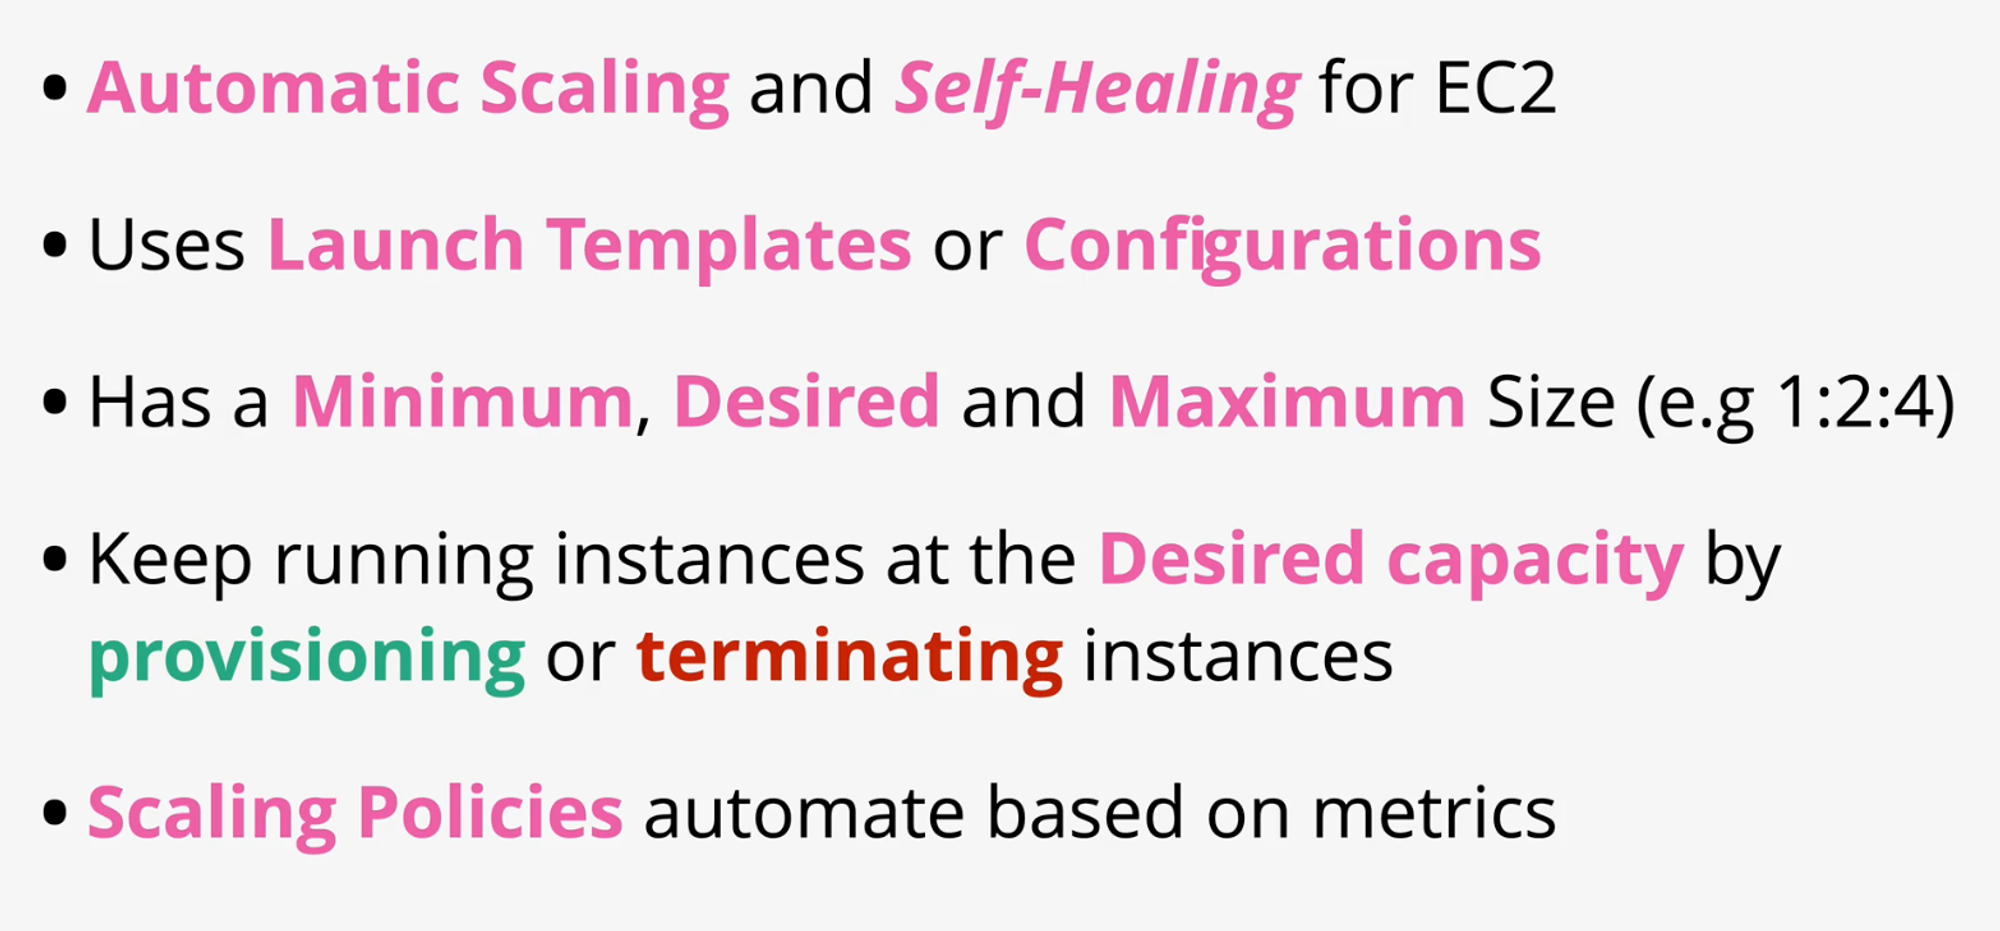 • Automatic Scaling and Self-Healing for EC2
• Uses Launch Templates or Configurations
• Has a Minimum, Desired and Maximum Size (e.g 1:2:4)
• Keep running instances at the Desired capacity by
provisioning or terminating instances
• Scaling Policies automate based on metrics